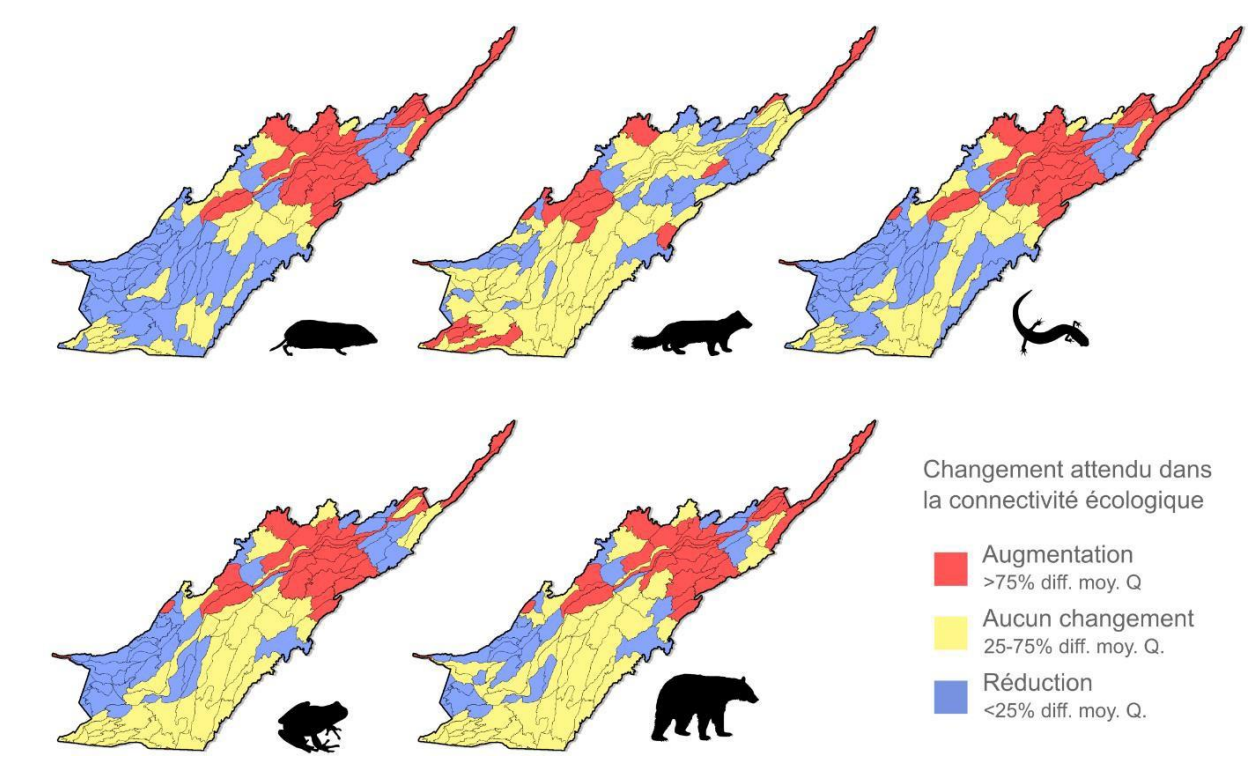 Changement attendu dans
la connectivité écologique
Augmentation
>75% diff. moy. Q
Aucun changement
25-75% diff. moy. Q.
Réduction
<25% diff. moy. Q.